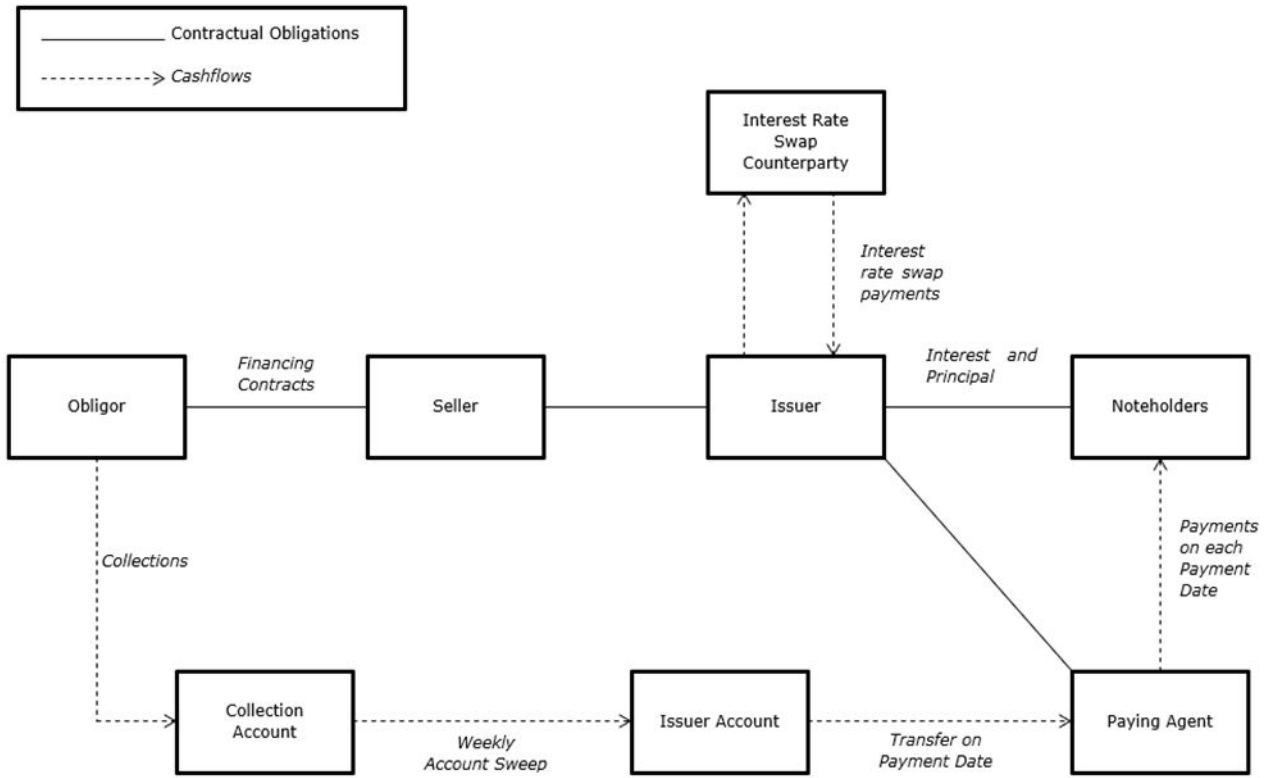 Contractual Obligations
Cashflows
Interest Rate
Swap
Counterparty
Interest
rate swap
payments
Obligor
Financing
Contracts
Seller
Issuer
Interest and
Principal
Noteholders
Collections
Payments
on each
Payment
Date
Collection
Account
Weekly
Account Sweep
Issuer Account
Transfer on
Payment Date
Paying Agent